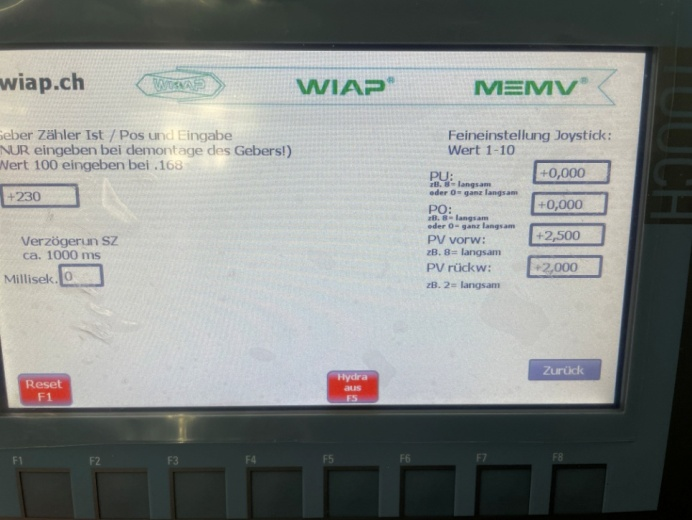 wiap.ch
WIAP
WIAP®
MEMV®
Geber Zähler Ist / Pos und Eingabe
(NUR eingeben bei demontage des Gebers!)
Wert 100 eingeben bei .168
+230
Verzögerun SZ
ca. 1000 ms
Millisek. 0
Feineinstellung Joystick:
Wert 1-10
PU: +0,000
zB. 8= langsam
oder 0= ganz langsam
PO: +0,000
zB. 8= langsam
oder 0= ganz langsam
PV vorw: +2,500
zB. 8= langsam
PV rückw: +2,000
zB. 2= langsam
Zurück
Reset
F1
Hydra
aus
F5
F1 F2 F3 F4 F5 F6 F7 F8
TOUCH